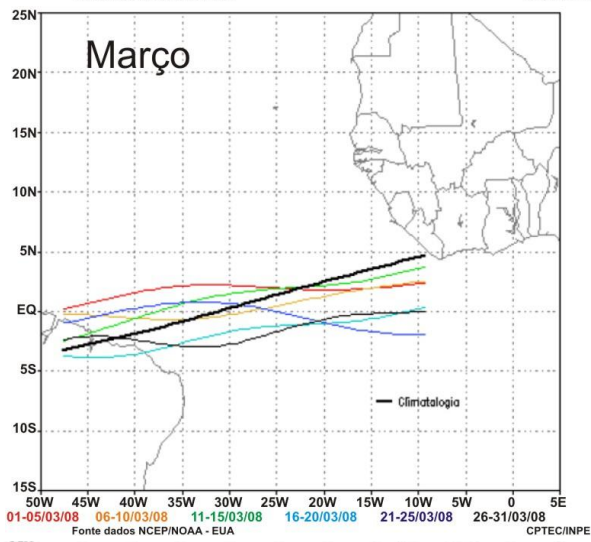 25N
Março
20N
15N
10N
5N
EQ
5S
Climatalogia
10S
15S
50W 45W 40W 35W 30W 25W 20W 15W 10W 5W 0 5E
01-05/03/08 06-10/03/08 11-15/03/08 16-20/03/08 21-25/03/08 26-31/03/08
Fonte dados NCEP/NOAA - EUA CPTEC/INPE